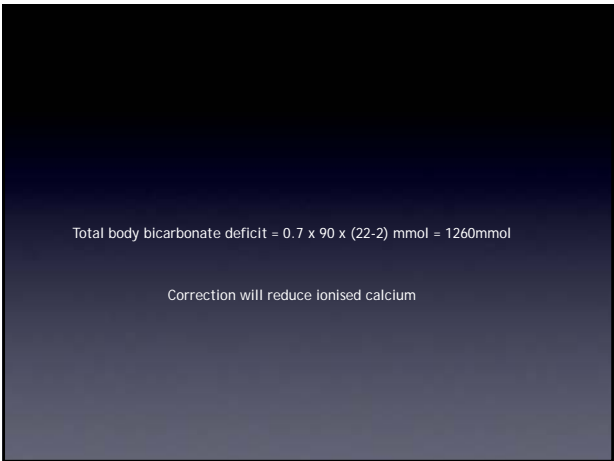 Total body bicarbonate deficit = 0.7 x 90 x (22-2) mmol = 1260mmol
Correction will reduce ionised calcium